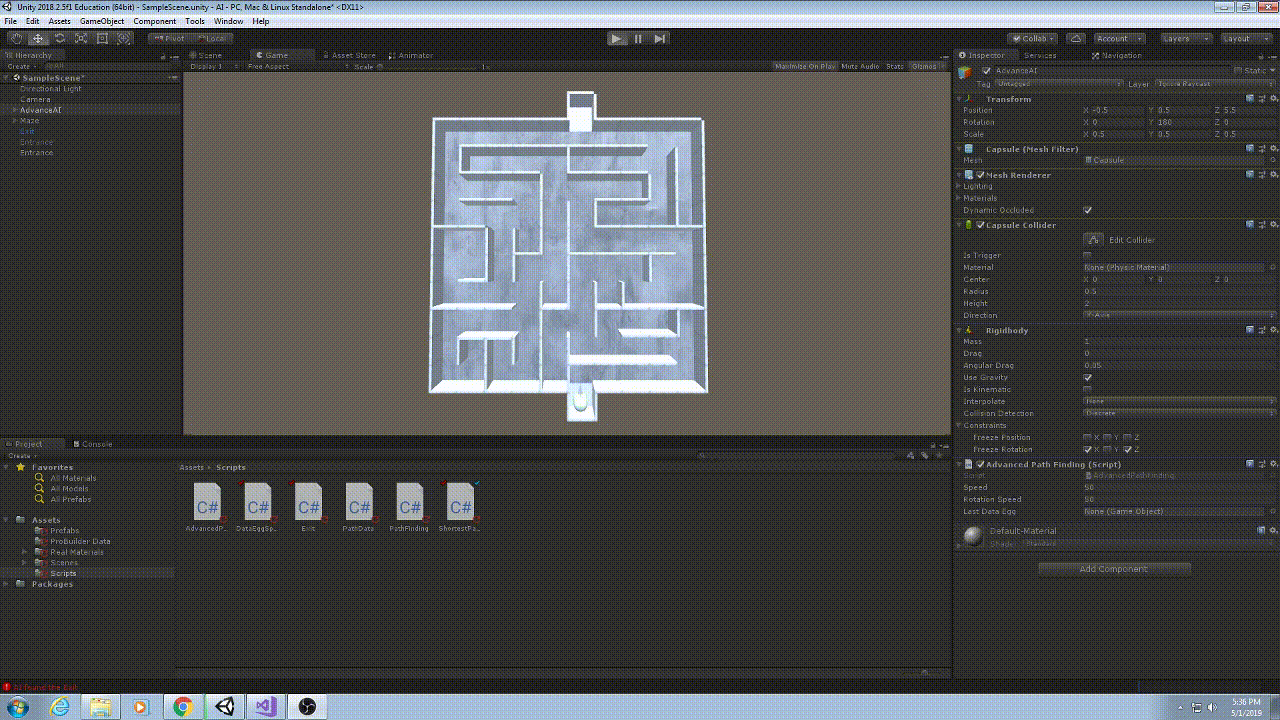 Unity 2018.2.5f1 Education (64bit) - SampleScene.unity - AI - PC, Mac & Linux Standalone* <DX11>
File Edit Assets GameObject Component Tools Window Help
Pivot Local Collab Account Layers Layout
Hierarchy Scene Game Asset Store Animator Inspector Services Navigation
Create All Display 1 Free Aspect Scale 1x Maximise On Play Mute Audio Stats Gizmos
SampleScene*
Directional Light
Camera
AdvanceAI
Maze
Exit
Entrance
Entrance
AdvanceAI Static
Tag Untagged Layer Ignore Raycast
Transform
Position X -0.5 Y 0.5 Z 5.5
Rotation X 0 Y 180 Z 0
Scale X 0.5 Y 0.5 Z 0.5
Capsule (Mesh Filter)
Mesh Capsule
Mesh Renderer
Lighting
Materials
Dynamic Occluded
Capsule Collider
Edit Collider
Is Trigger
Material None (Physic Material)
Center X 0 Y 0 Z 0
Radius 0.5
Height 2
Direction Y-Axis
Rigidbody
Mass 1
Drag 0
Angular Drag 0.05
Use Gravity
Is Kinematic
Interpolate None
Collision Detection Discrete
Constraints
Freeze Position X Y Z
Freeze Rotation X Y Z
Advanced Path Finding (Script)
Script AdvancedPathFinding
Speed 50
Rotation Speed 50
Last Data Egg None (Game Object)
Default-Material
Shader Standard
Add Component
Project Console
Create
Favorites
All Materials
All Models
All Prefabs
Assets
Prefabs
ProBuilder Data
Real Materials
Scenes
Scripts
Packages
Assets Scripts
C# C# C# C# C# C#
AdvancedP... DataEggSp... Exit PathData PathFinding ShortestPa...
AI found the Exit
5:36 PM
5/1/2019